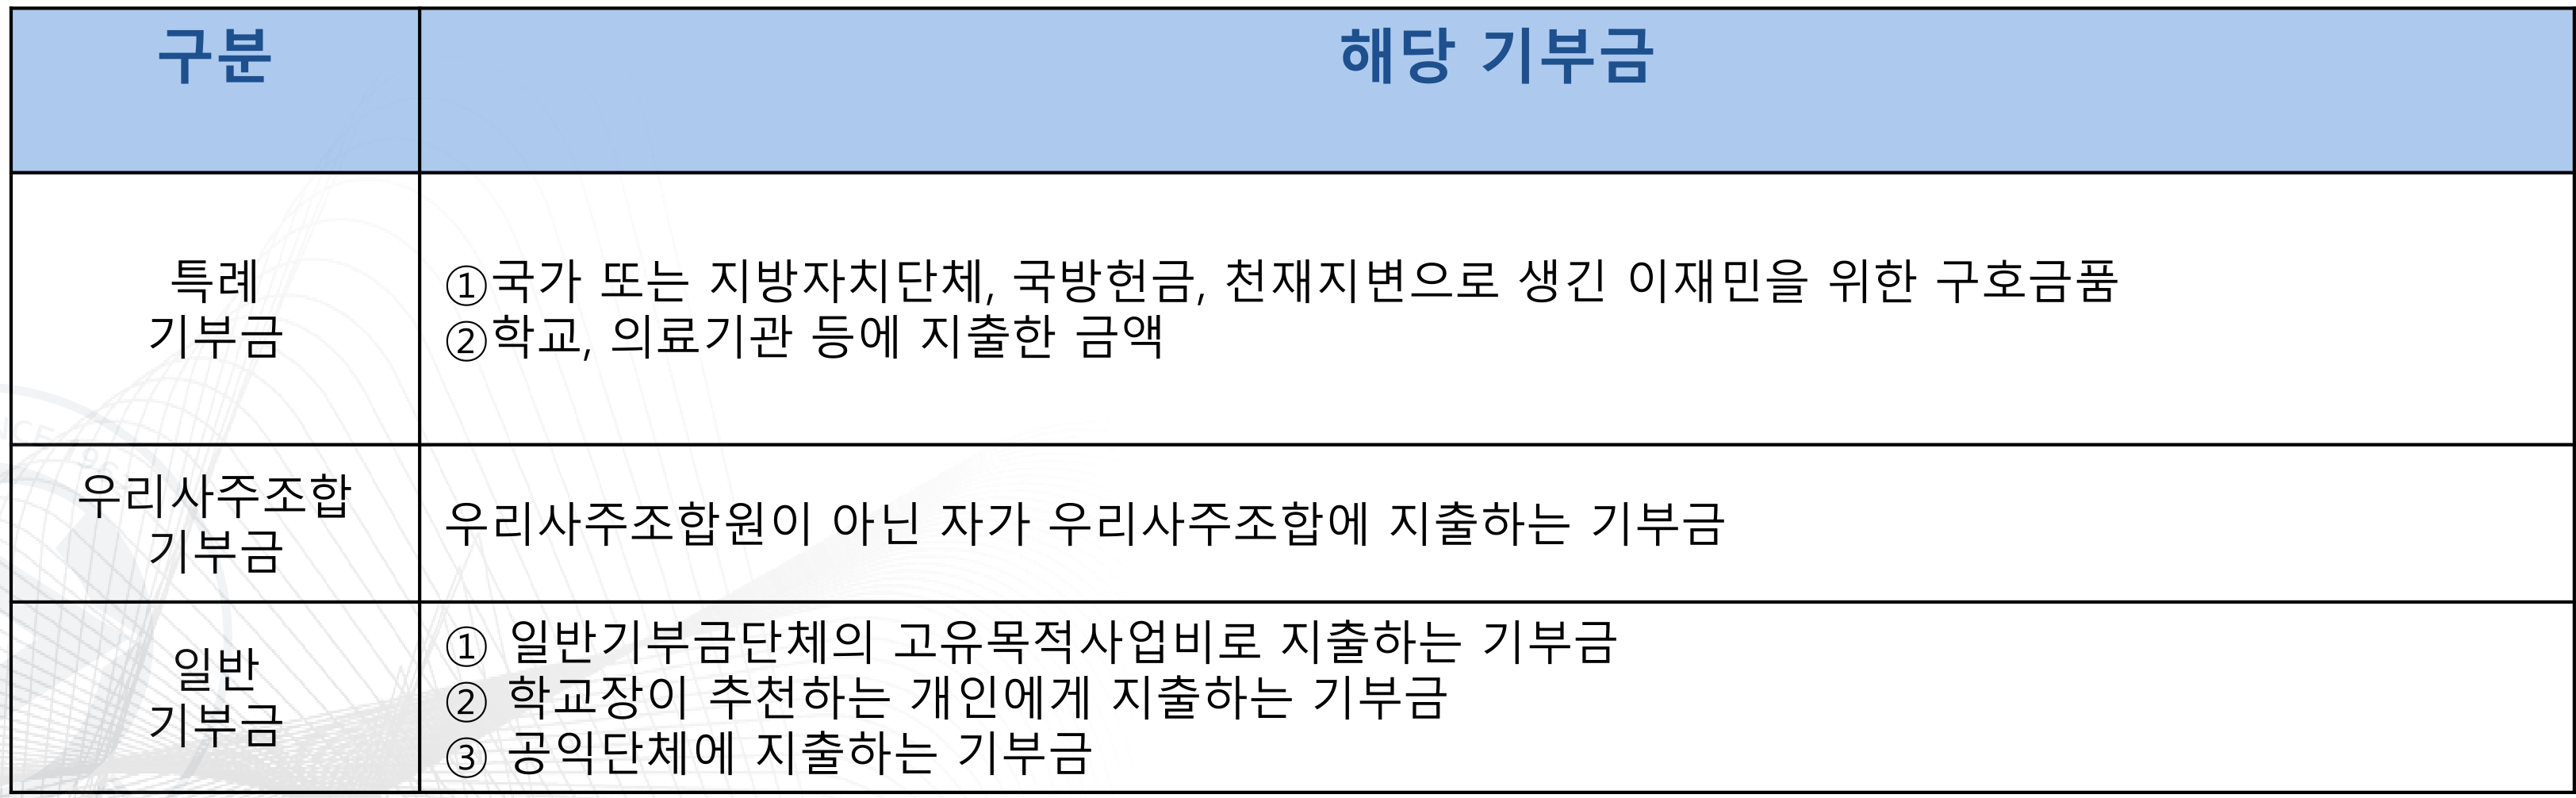 구분
해당 기부금
특례
기부금
①국가 또는 지방자치단체, 국방헌금, 천재지변으로 생긴 이재민을 위한 구호금품
②학교, 의료기관 등에 지출한 금액
우리사주조합
기부금
우리사주조합원이 아닌 자가 우리사주조합에 지출하는 기부금
일반
기부금
① 일반기부금단체의 고유목적사업비로 지출하는 기부금
② 학교장이 추천하는 개인에게 지출하는 기부금
③ 공익단체에 지출하는 기부금